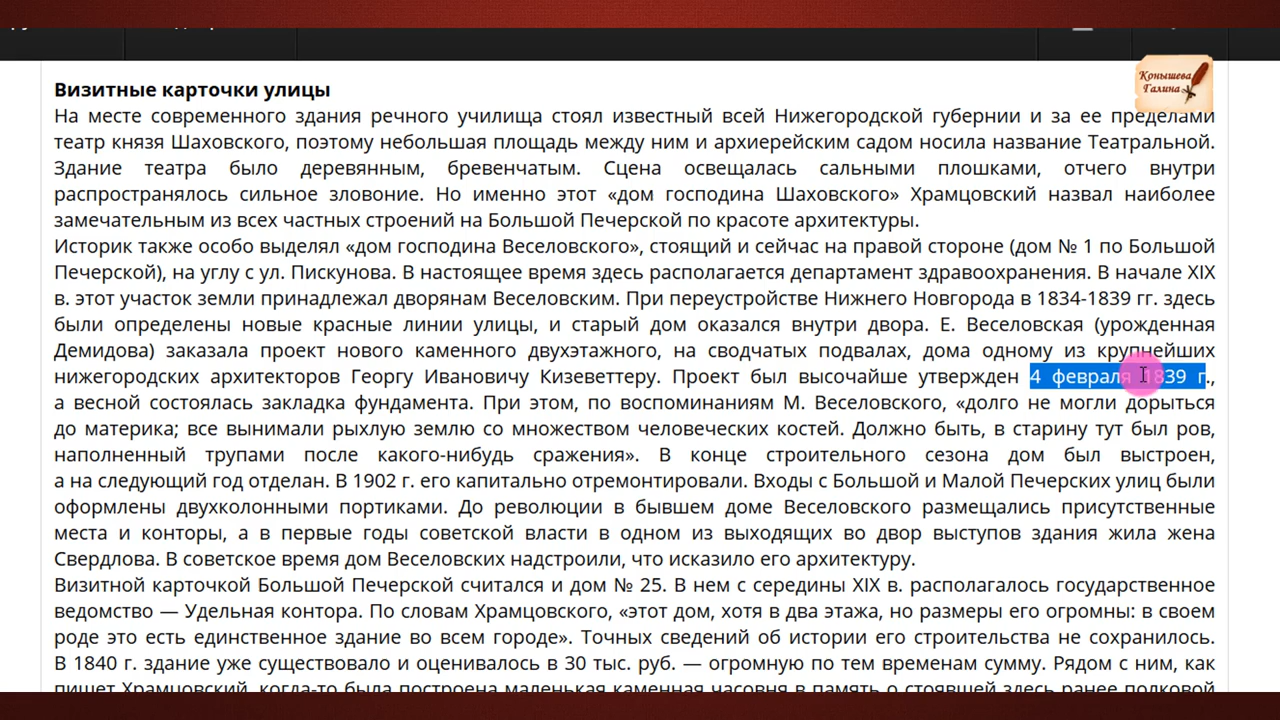 Визитные карточки улицы
Конышева
Галина
На месте современного здания речного училища стоял известный всей Нижегородской губернии и за ее пределами
театр князя Шаховского, поэтому небольшая площадь между ним и архиерейским садом носила название Театральной.
Здание театра было деревянным, бревенчатым. Сцена освещалась сальными плошками, отчего внутри
распространялось сильное зловоние. Но именно этот «дом господина Шаховского» Храмцовский назвал наиболее
замечательным из всех частных строений на Большой Печерской по красоте архитектуры.
Историк также особо выделял «дом господина Веселовского», стоящий и сейчас на правой стороне (дом № 1 по Большой
Печерской), на углу с ул. Пискунова. В настоящее время здесь располагается департамент здравоохранения. В начале XIX
в. этот участок земли принадлежал дворянам Веселовским. При переустройстве Нижнего Новгорода в 1834-1839 гг. здесь
были определены новые красные линии улицы, и старый дом оказался внутри двора. Е. Веселовская (урожденная
Демидова) заказала проект нового каменного двухэтажного, на сводчатых подвалах, дома одному из крупнейших
нижегородских архитекторов Георгу Ивановичу Кизеветтеру. Проект был высочайше утвержден 4 февраля 1839 г.,
а весной состоялась закладка фундамента. При этом, по воспоминаниям М. Веселовского, «долго не могли дорыться
до материка; все вынимали рыхлую землю со множеством человеческих костей. Должно быть, в старину тут был ров,
наполненный трупами после какого-нибудь сражения». В конце строительного сезона дом был выстроен,
а на следующий год отделан. В 1902 г. его капитально отремонтировали. Входы с Большой и Малой Печерских улиц были
оформлены двухколонными портиками. До революции в бывшем доме Веселовского размещались присутственные
места и конторы, а в первые годы советской власти в одном из выходящих во двор выступов здания жила жена
Свердлова. В советское время дом Веселовских надстроили, что исказило его архитектуру.
Визитной карточкой Большой Печерской считался и дом № 25. В нем с середины XIX в. располагалось государственное
ведомство — Удельная контора. По словам Храмцовского, «этот дом, хотя в два этажа, но размеры его огромны: в своем
роде это есть единственное здание во всем городе». Точных сведений об истории его строительства не сохранилось.
В 1840 г. здание уже существовало и оценивалось в 30 тыс. руб. — огромную по тем временам сумму. Рядом с ним, как
пишет Храмцовский, когда-то была построена маленькая каменная часовня в память о стоявшей здесь ранее полковой